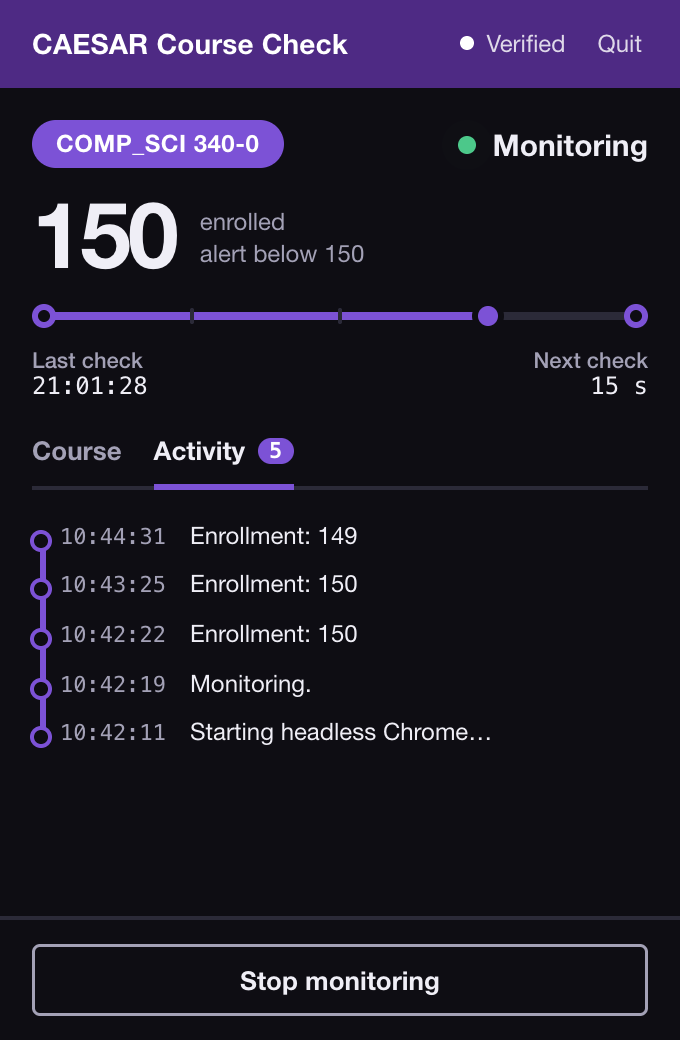 CAESAR Course Check
Verified
Quit
COMP_SCI 340-0
Monitoring
150
enrolled
alert below 150
Last check
21:01:28
Next check
15 s
Course
Activity 5
10:44:31 Enrollment: 149
10:43:25 Enrollment: 150
10:42:22 Enrollment: 150
10:42:19 Monitoring.
10:42:11 Starting headless Chrome…
Stop monitoring